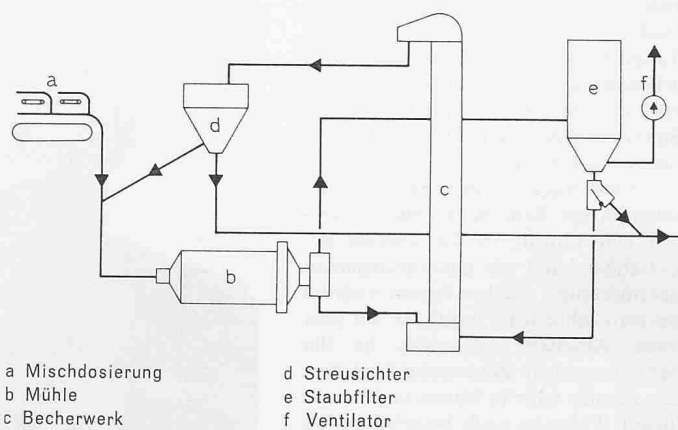 a
d
e
f
c
b
a Mischdosierung
b Mühle
c Becherwerk
d Streusichter
e Staubfilter
f Ventilator